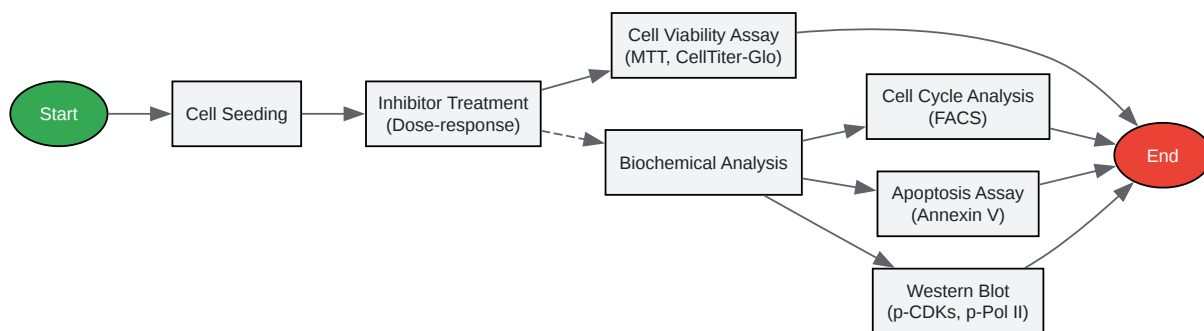 Start
Cell Seeding
Inhibitor Treatment
(Dose-response)
Cell Viability Assay
(MTT, CellTiter-Glo)
Biochemical Analysis
Cell Cycle Analysis
(FACS)
Apoptosis Assay
(Annexin V)
Western Blot
(p-CDKs, p-Pol II)
End